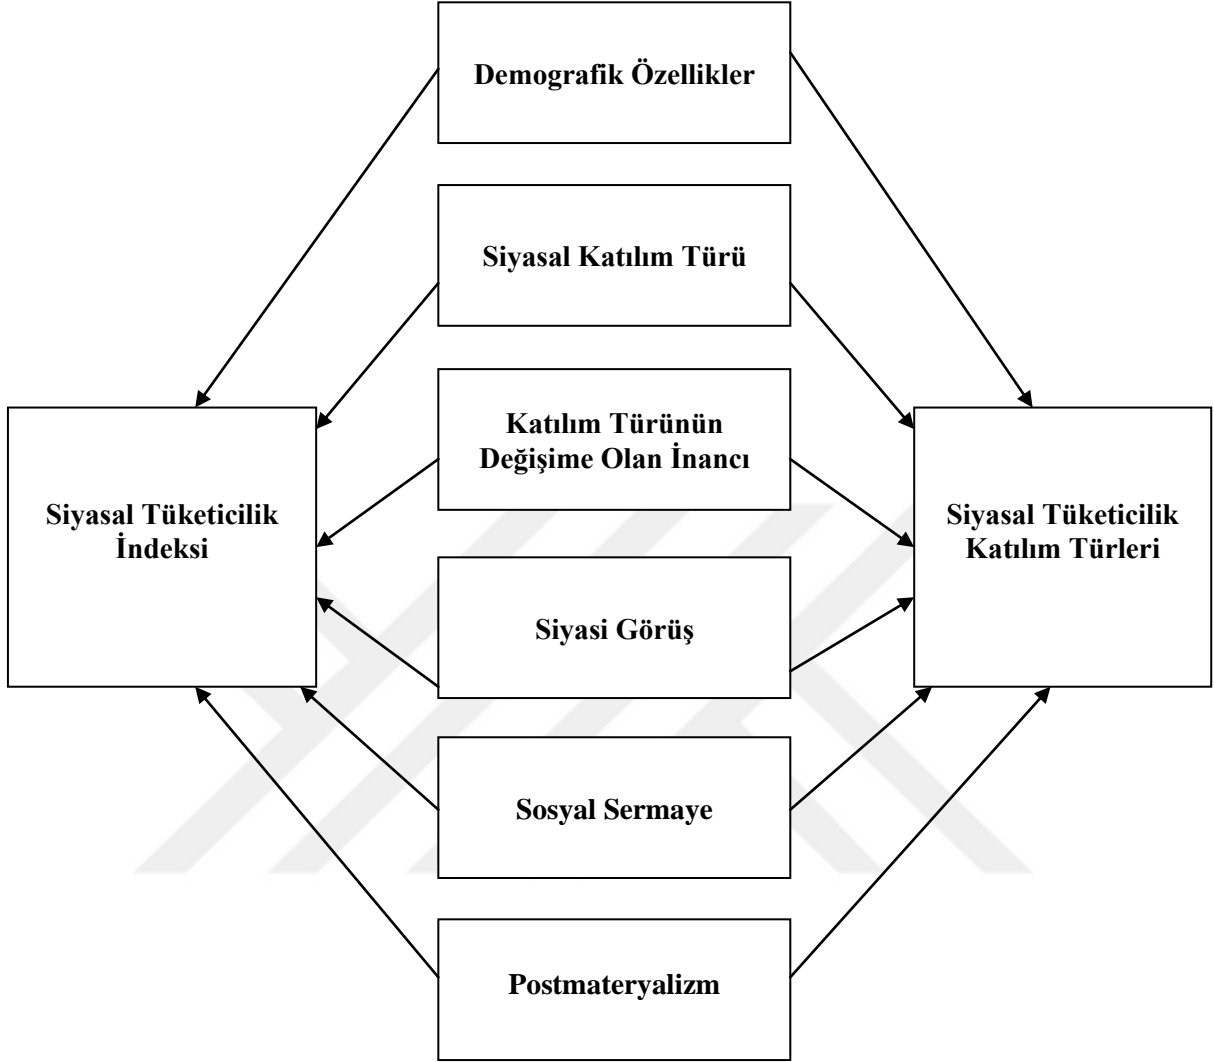 Demografik Özellikler
Siyasal Katılım Türü
Katılım Türünün
Değişime Olan İnancı
Siyasal Tüketicilik
İndeksi
Siyasal Tüketicilik
Katılım Türleri
Siyasi Görüş
Sosyal Sermaye
Postmateryalizm